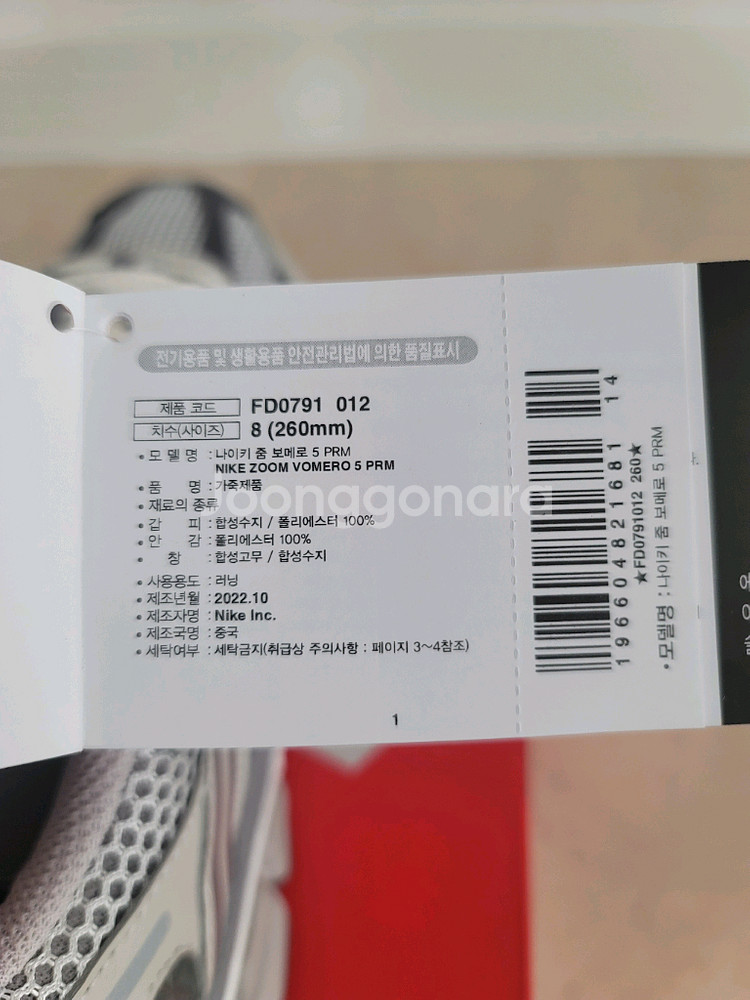 전기용품 및 생활용품 안전관리법에 의한 품질표시
제품 코드 FD0791 012
치수(사이즈) 8 (260mm)
• 모 델 명 : 나이키 줌 보메로 5 PRM
NIKE ZOOM VOMERO 5 PRM
• 품 명 : 가죽제품
• 재료의 종류
• 겉 피 : 합성수지 / 폴리에스터 100%
• 안 감 : 폴리에스터 100%
• 창 : 합성고무 / 합성수지
• 사용용도 : 러닝
• 제조년월 : 2022.10
• 제조자명 : Nike Inc.
• 제조국명 : 중국
• 세탁여부 : 세탁금지(취급상 주의사항 : 페이지 3~4참조)
1
14
196604821681
★FD0791012 260★
• 모델명 : 나이키 줌 보메로 5 PRM
Joonggonara